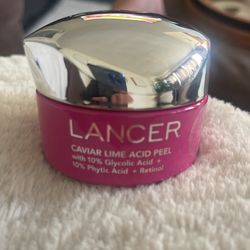 LANCER
CAVIAR LIME ACID PEEL
with 10% Glycolic Acid +
10% Phytic Acid + Retinol